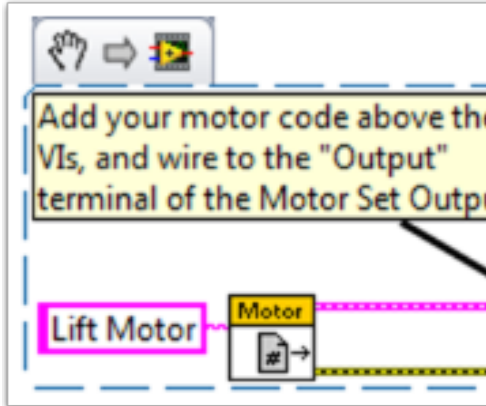 Add your motor code above the
VIs, and wire to the "Output"
terminal of the Motor Set Outp
Lift Motor
Motor
#